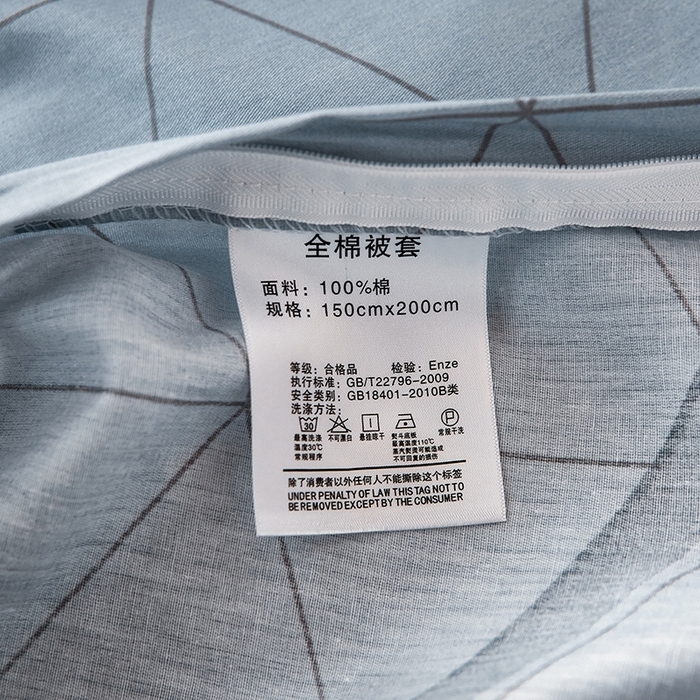 全棉被套
面料: 100%棉
规格: 150cmx200cm
等级: 合格品 检验: Enze
执行标准: GB/T22796-2009
安全类别: GB18401-2010B类
洗涤方法:
30 P
最高洗涤 不可漂白 悬挂晾干 熨斗底板 常规干洗
温度30℃ 最高温度110℃
常规程序 蒸汽熨烫可能造成
不可回复的损伤
除了消费者以外任何人不能撕除这个标签
UNDER PENALTY OF LAW THIS TAG NOT TO
BE REMOVED EXCEPT BY THE CONSUMER